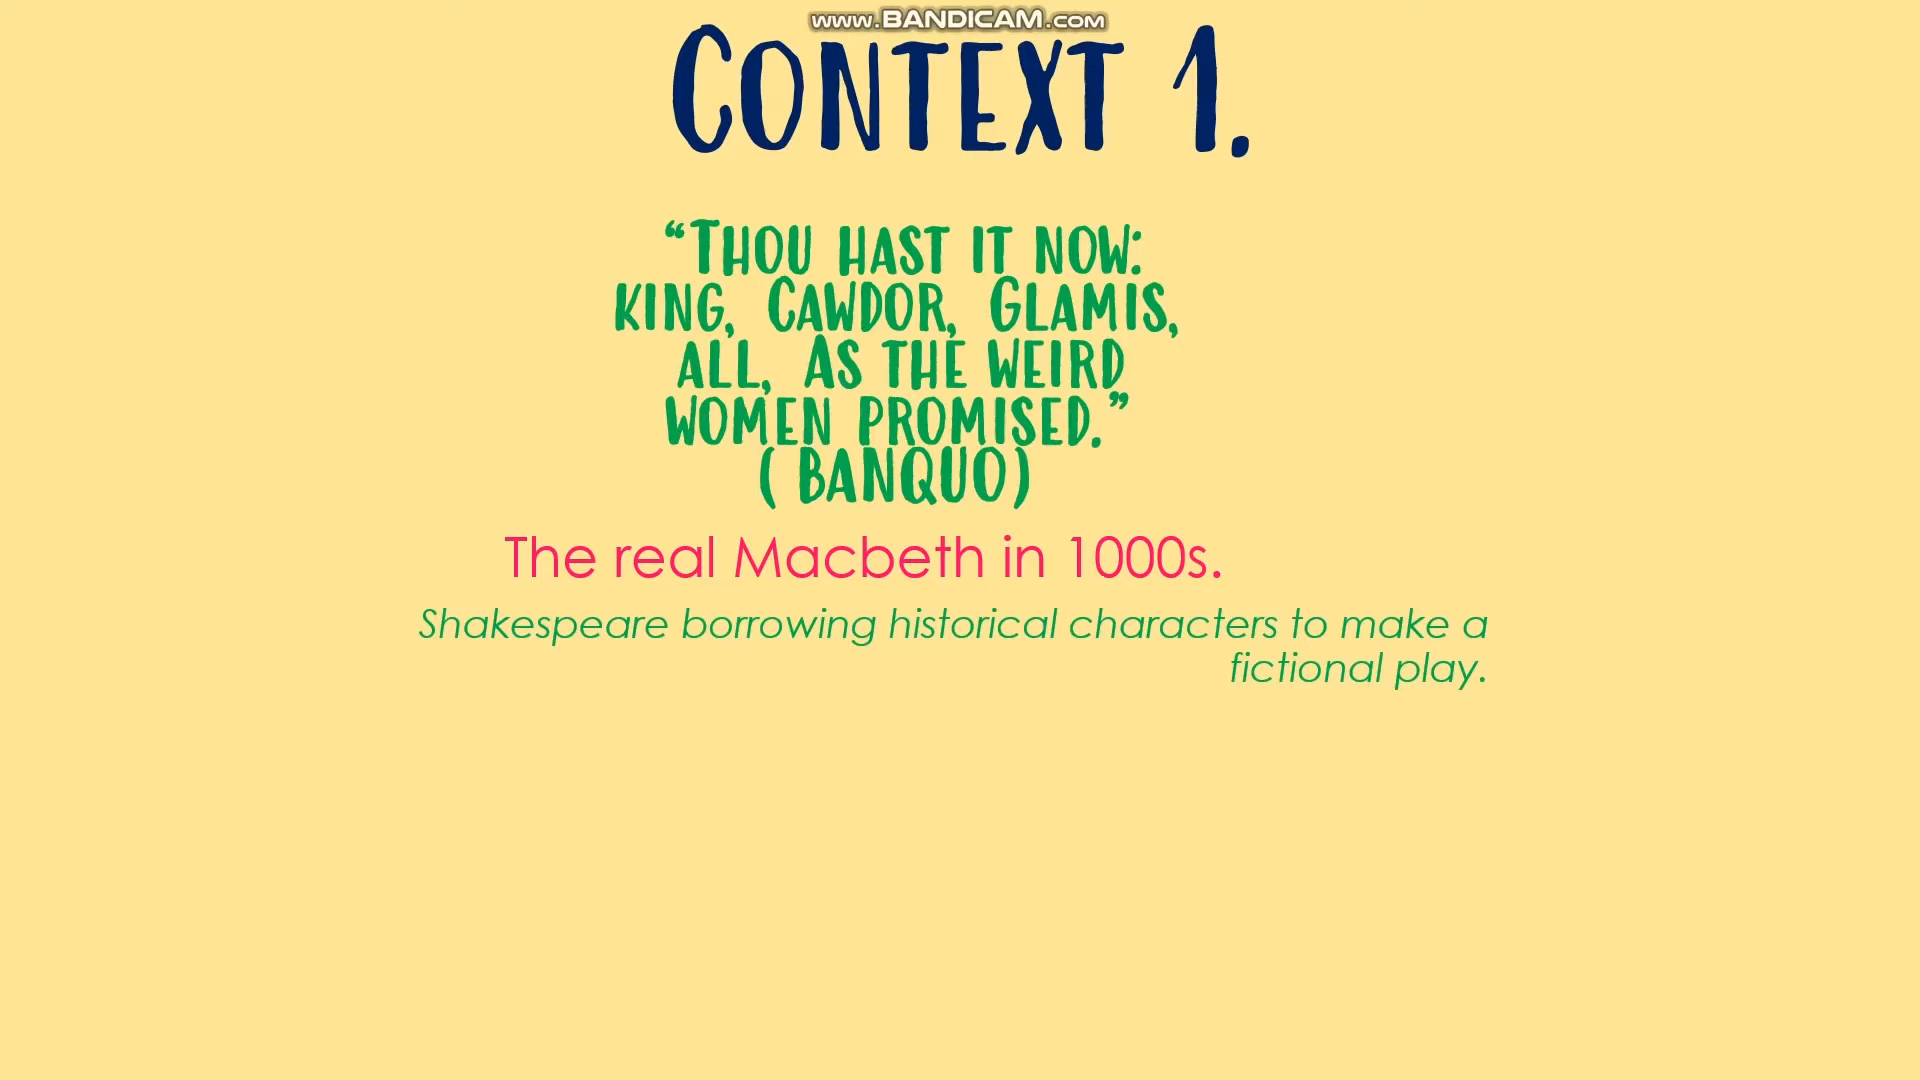 www.BANDICAM.com
CONTEXT 1.
“THOU HAST IT NOW:
KING, CAWDOR, GLAMIS,
ALL, AS THE WEIRD
WOMEN PROMISED.”
( BANQUO)
The real Macbeth in 1000s.
Shakespeare borrowing historical characters to make a
fictional play.